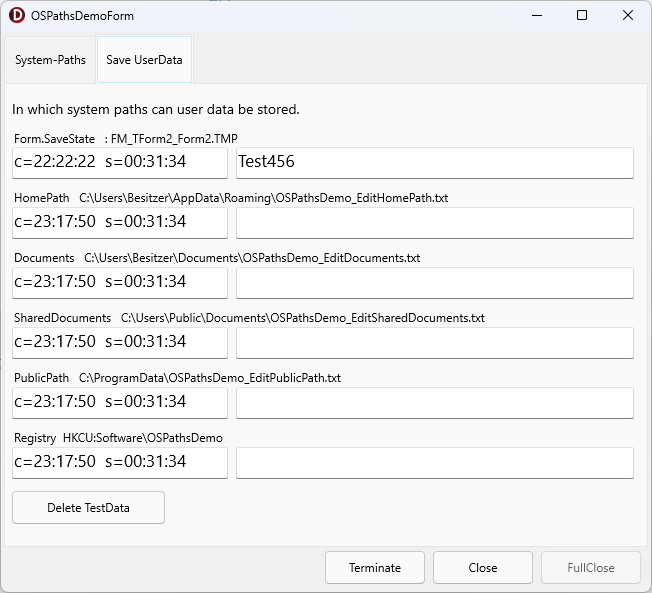 OSPathsDemoForm
System-Paths Save UserData
In which system paths can user data be stored.
Form.SaveState : FM_TForm2_Form2.TMP
c=22:22:22 s=00:31:34 Test456
HomePath C:\Users\Besitzer\AppData\Roaming\OSPathsDemo_EditHomePath.txt
c=23:17:50 s=00:31:34
Documents C:\Users\Besitzer\Documents\OSPathsDemo_EditDocuments.txt
c=23:17:50 s=00:31:34
SharedDocuments C:\Users\Public\Documents\OSPathsDemo_EditSharedDocuments.txt
c=23:17:50 s=00:31:34
PublicPath C:\ProgramData\OSPathsDemo_EditPublicPath.txt
c=23:17:50 s=00:31:34
Registry HKCU:Software\OSPathsDemo
c=23:17:50 s=00:31:34
Delete TestData
Terminate Close FullClose